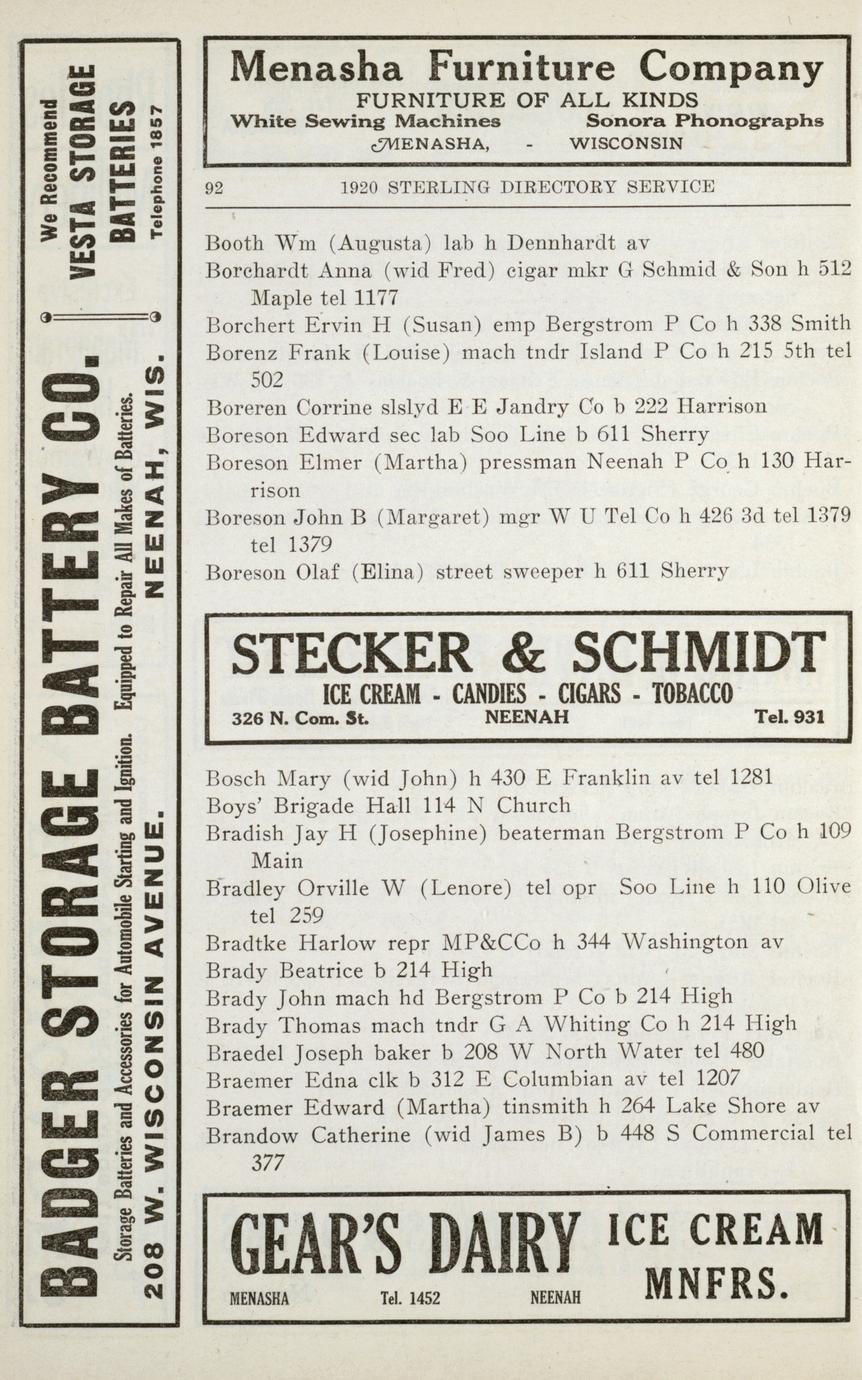 We Recommend
VESTA STORAGE
BATTERIES
Telephone 1857
BADGER STORAGE BATTERY CO.
Storage Batteries and Accessories for Automobile Starting and Ignition. Equipped to Repair All Makes of Batteries.
208 W. WISCONSIN AVENUE. NEENAH, WIS.
Menasha Furniture Company
FURNITURE OF ALL KINDS
White Sewing Machines Sonora Phonographs
MENASHA, - WISCONSIN
92 1920 STERLING DIRECTORY SERVICE
Booth Wm (Augusta) lab h Dennhardt av
Borchardt Anna (wid Fred) cigar mkr G Schmid & Son h 512
Maple tel 1177
Borchert Ervin H (Susan) emp Bergstrom P Co h 338 Smith
Borenz Frank (Louise) mach tndr Island P Co h 215 5th tel
502
Boreren Corrine slslyd E E Jandry Co b 222 Harrison
Boreson Edward sec lab Soo Line b 611 Sherry
Boreson Elmer (Martha) pressman Neenah P Co h 130 Har-
rison
Boreson John B (Margaret) mgr W U Tel Co h 426 3d tel 1379
tel 1379
Boreson Olaf (Elina) street sweeper h 611 Sherry
STECKER & SCHMIDT
ICE CREAM - CANDIES - CIGARS - TOBACCO
326 N. Com. St. NEENAH Tel. 931
Bosch Mary (wid John) h 430 E Franklin av tel 1281
Boys' Brigade Hall 114 N Church
Bradish Jay H (Josephine) beaterman Bergstrom P Co h 109
Main
Bradley Orville W (Lenore) tel opr Soo Line h 110 Olive
tel 259
Bradtke Harlow repr MP&CCo h 344 Washington av
Brady Beatrice b 214 High
Brady John mach hd Bergstrom P Co b 214 High
Brady Thomas mach tndr G A Whiting Co h 214 High
Braedel Joseph baker b 208 W North Water tel 480
Braemer Edna clk b 312 E Columbian av tel 1207
Braemer Edward (Martha) tinsmith h 264 Lake Shore av
Brandow Catherine (wid James B) b 448 S Commercial tel
377
GEAR'S DAIRY ICE CREAM
MNFRS.
MENASHA Tel. 1452 NEENAH